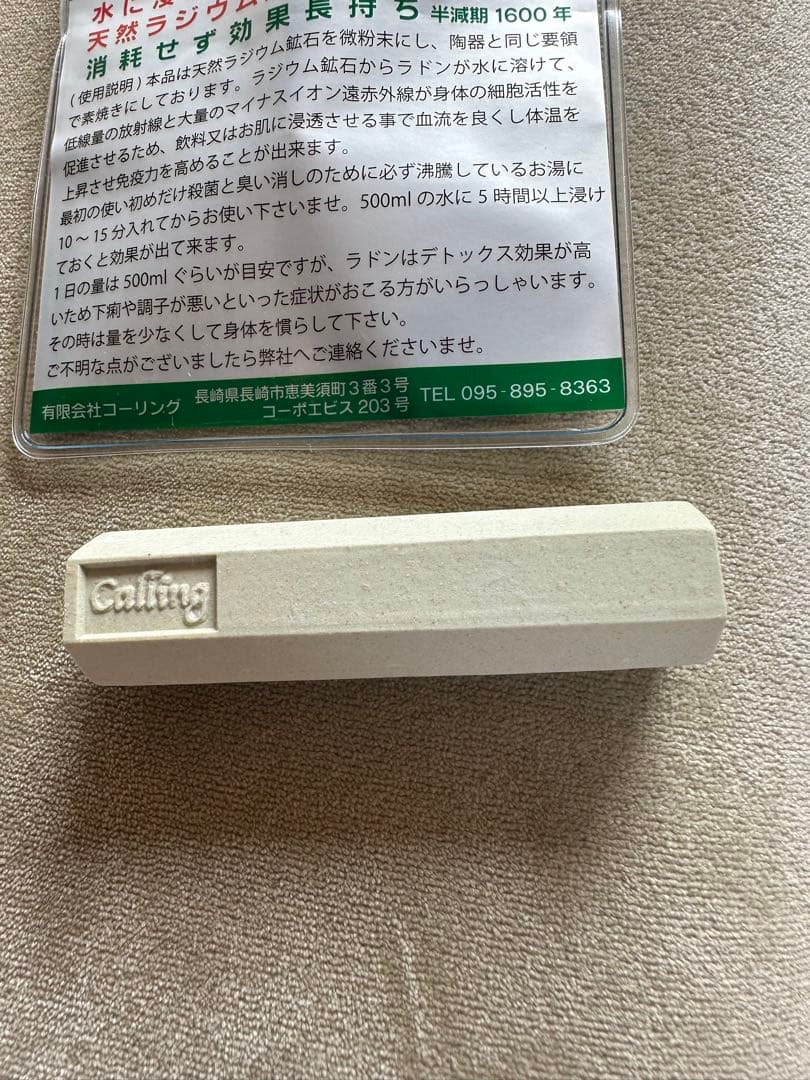 水に浸
天然ラジウム
消耗せず効果長持ち 半減期 1600 年
(使用説明) 本品は天然ラジウム鉱石を微粉末にし、陶器と同じ要領
で素焼きにしております。ラジウム鉱石からラドンが水に溶けて、
低線量の放射線と大量のマイナスイオン遠赤外線が身体の細胞活性を
促進させるため、飲料又はお肌に浸透させる事で血流を良くし体温を
上昇させ免疫力を高めることが出来ます。
最初の使い初めだけ殺菌と臭い消しのために必ず沸騰しているお湯に
10～15分入れてからお使い下さいませ。500mlの水に5時間以上浸け
ておくと効果が出て来ます。
1日の量は500mlぐらいが目安ですが、ラドンはデトックス効果が高
いため下痢や調子が悪いといった症状がおこる方がいらっしゃいます。
その時は量を少なくして身体を慣らして下さい。
ご不明な点がございましたら弊社へご連絡くださいませ。
有限会社コーリング 長崎県長崎市恵美須町3番3号 コーポエビス 203号 TEL 095-895-8363
Calling